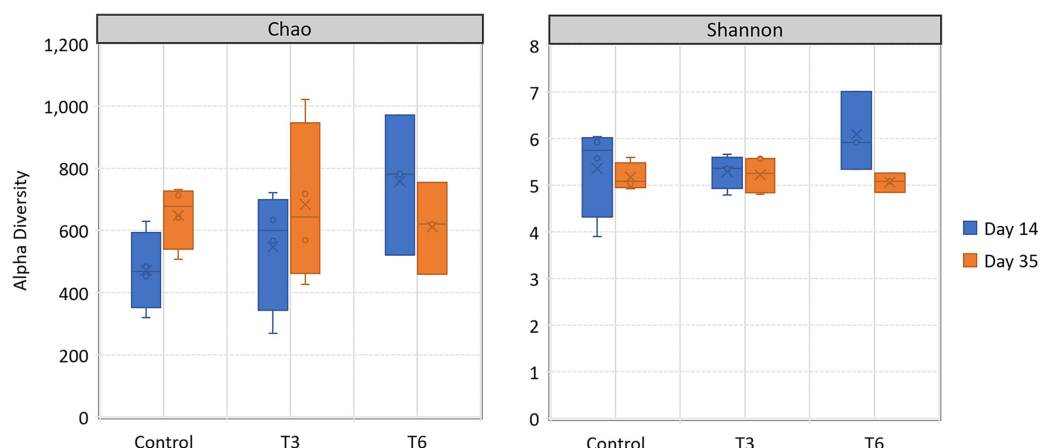 Chao
Shannon
Alpha Diversity
1,200
1,000
800
600
400
200
0
Control
T3
T6
8
7
6
5
4
3
2
1
0
Control
T3
T6
Day 14
Day 35